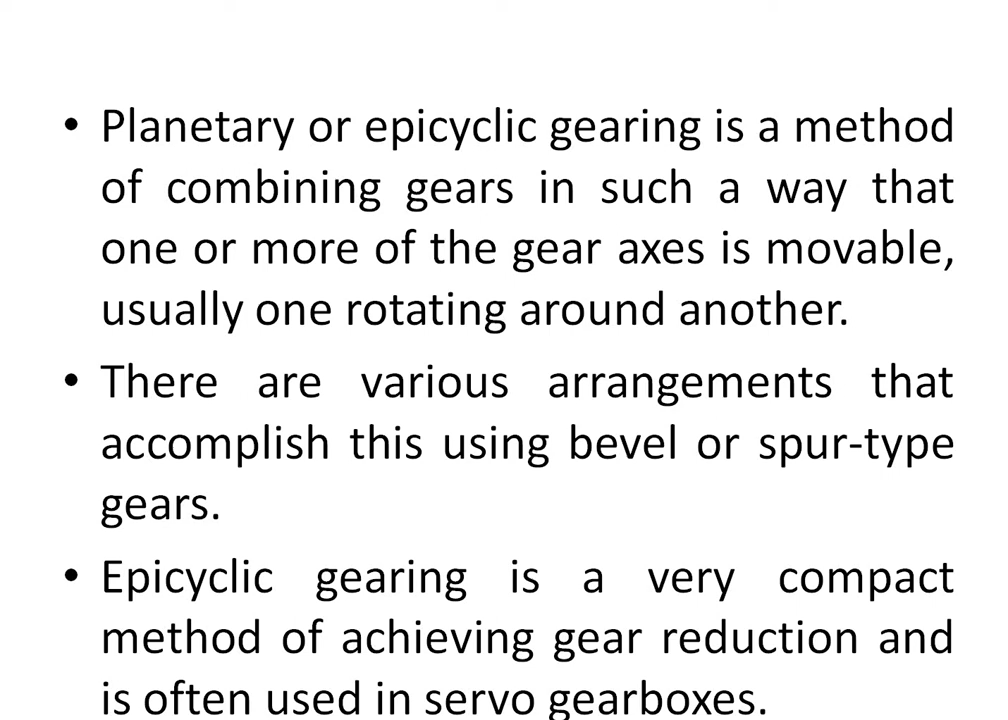 • Planetary or epicyclic gearing is a method
of combining gears in such a way that
one or more of the gear axes is movable,
usually one rotating around another.
• There are various arrangements that
accomplish this using bevel or spur-type
gears.
• Epicyclic gearing is a very compact
method of achieving gear reduction and
is often used in servo gearboxes.